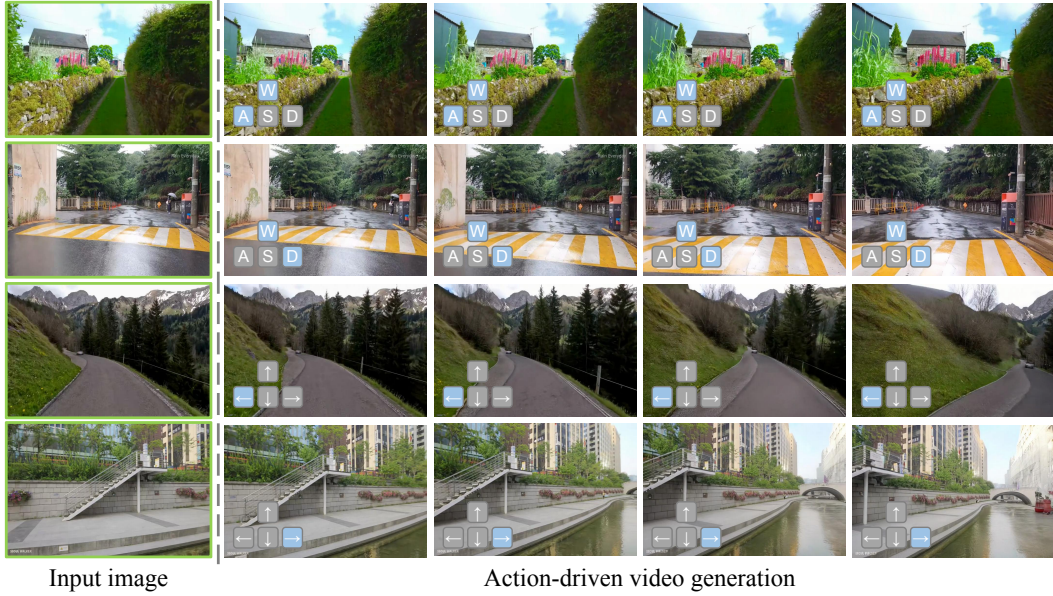 W W W W
A S D A S D A S D A S D
W W W W
A S D A S D A S D A S D
↑ ↑ ↑ ↑
← ↓ → ← ↓ → ← ↓ → ← ↓ →
↑ ↑ ↑ ↑
← ↓ → ← ↓ → ← ↓ → ← ↓ →
Input image Action-driven video generation